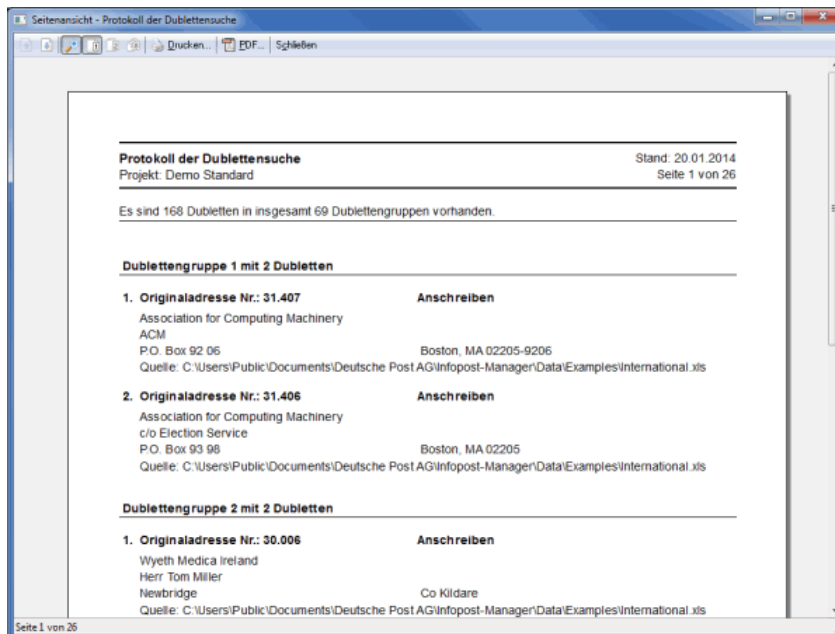 Seitenansicht - Protokoll der Dublettensuche
Drucken... PDF... Schließen
Protokoll der Dublettensuche Stand: 20.01.2014
Projekt: Demo Standard Seite 1 von 26
Es sind 168 Dubletten in insgesamt 69 Dublettengruppen vorhanden.
Dublettengruppe 1 mit 2 Dubletten
1. Originaladresse Nr.: 31.407 Anschreiben
Association for Computing Machinery
ACM
P.O. Box 92 06 Boston, MA 02205-9206
Quelle: C:\Users\Public\Documents\Deutsche Post AG\Infopost-Manager\Data\Examples\International.xls
2. Originaladresse Nr.: 31.406 Anschreiben
Association for Computing Machinery
c/o Election Service
P.O. Box 93 98 Boston, MA 02205
Quelle: C:\Users\Public\Documents\Deutsche Post AG\Infopost-Manager\Data\Examples\International.xls
Dublettengruppe 2 mit 2 Dubletten
1. Originaladresse Nr.: 30.006 Anschreiben
Wyeth Medica Ireland
Herr Tom Miller
Newbridge Co Kildare
Quelle: C:\Users\Public\Documents\Deutsche Post AG\Infopost-Manager\Data\Examples\International.xls
Seite 1 von 26